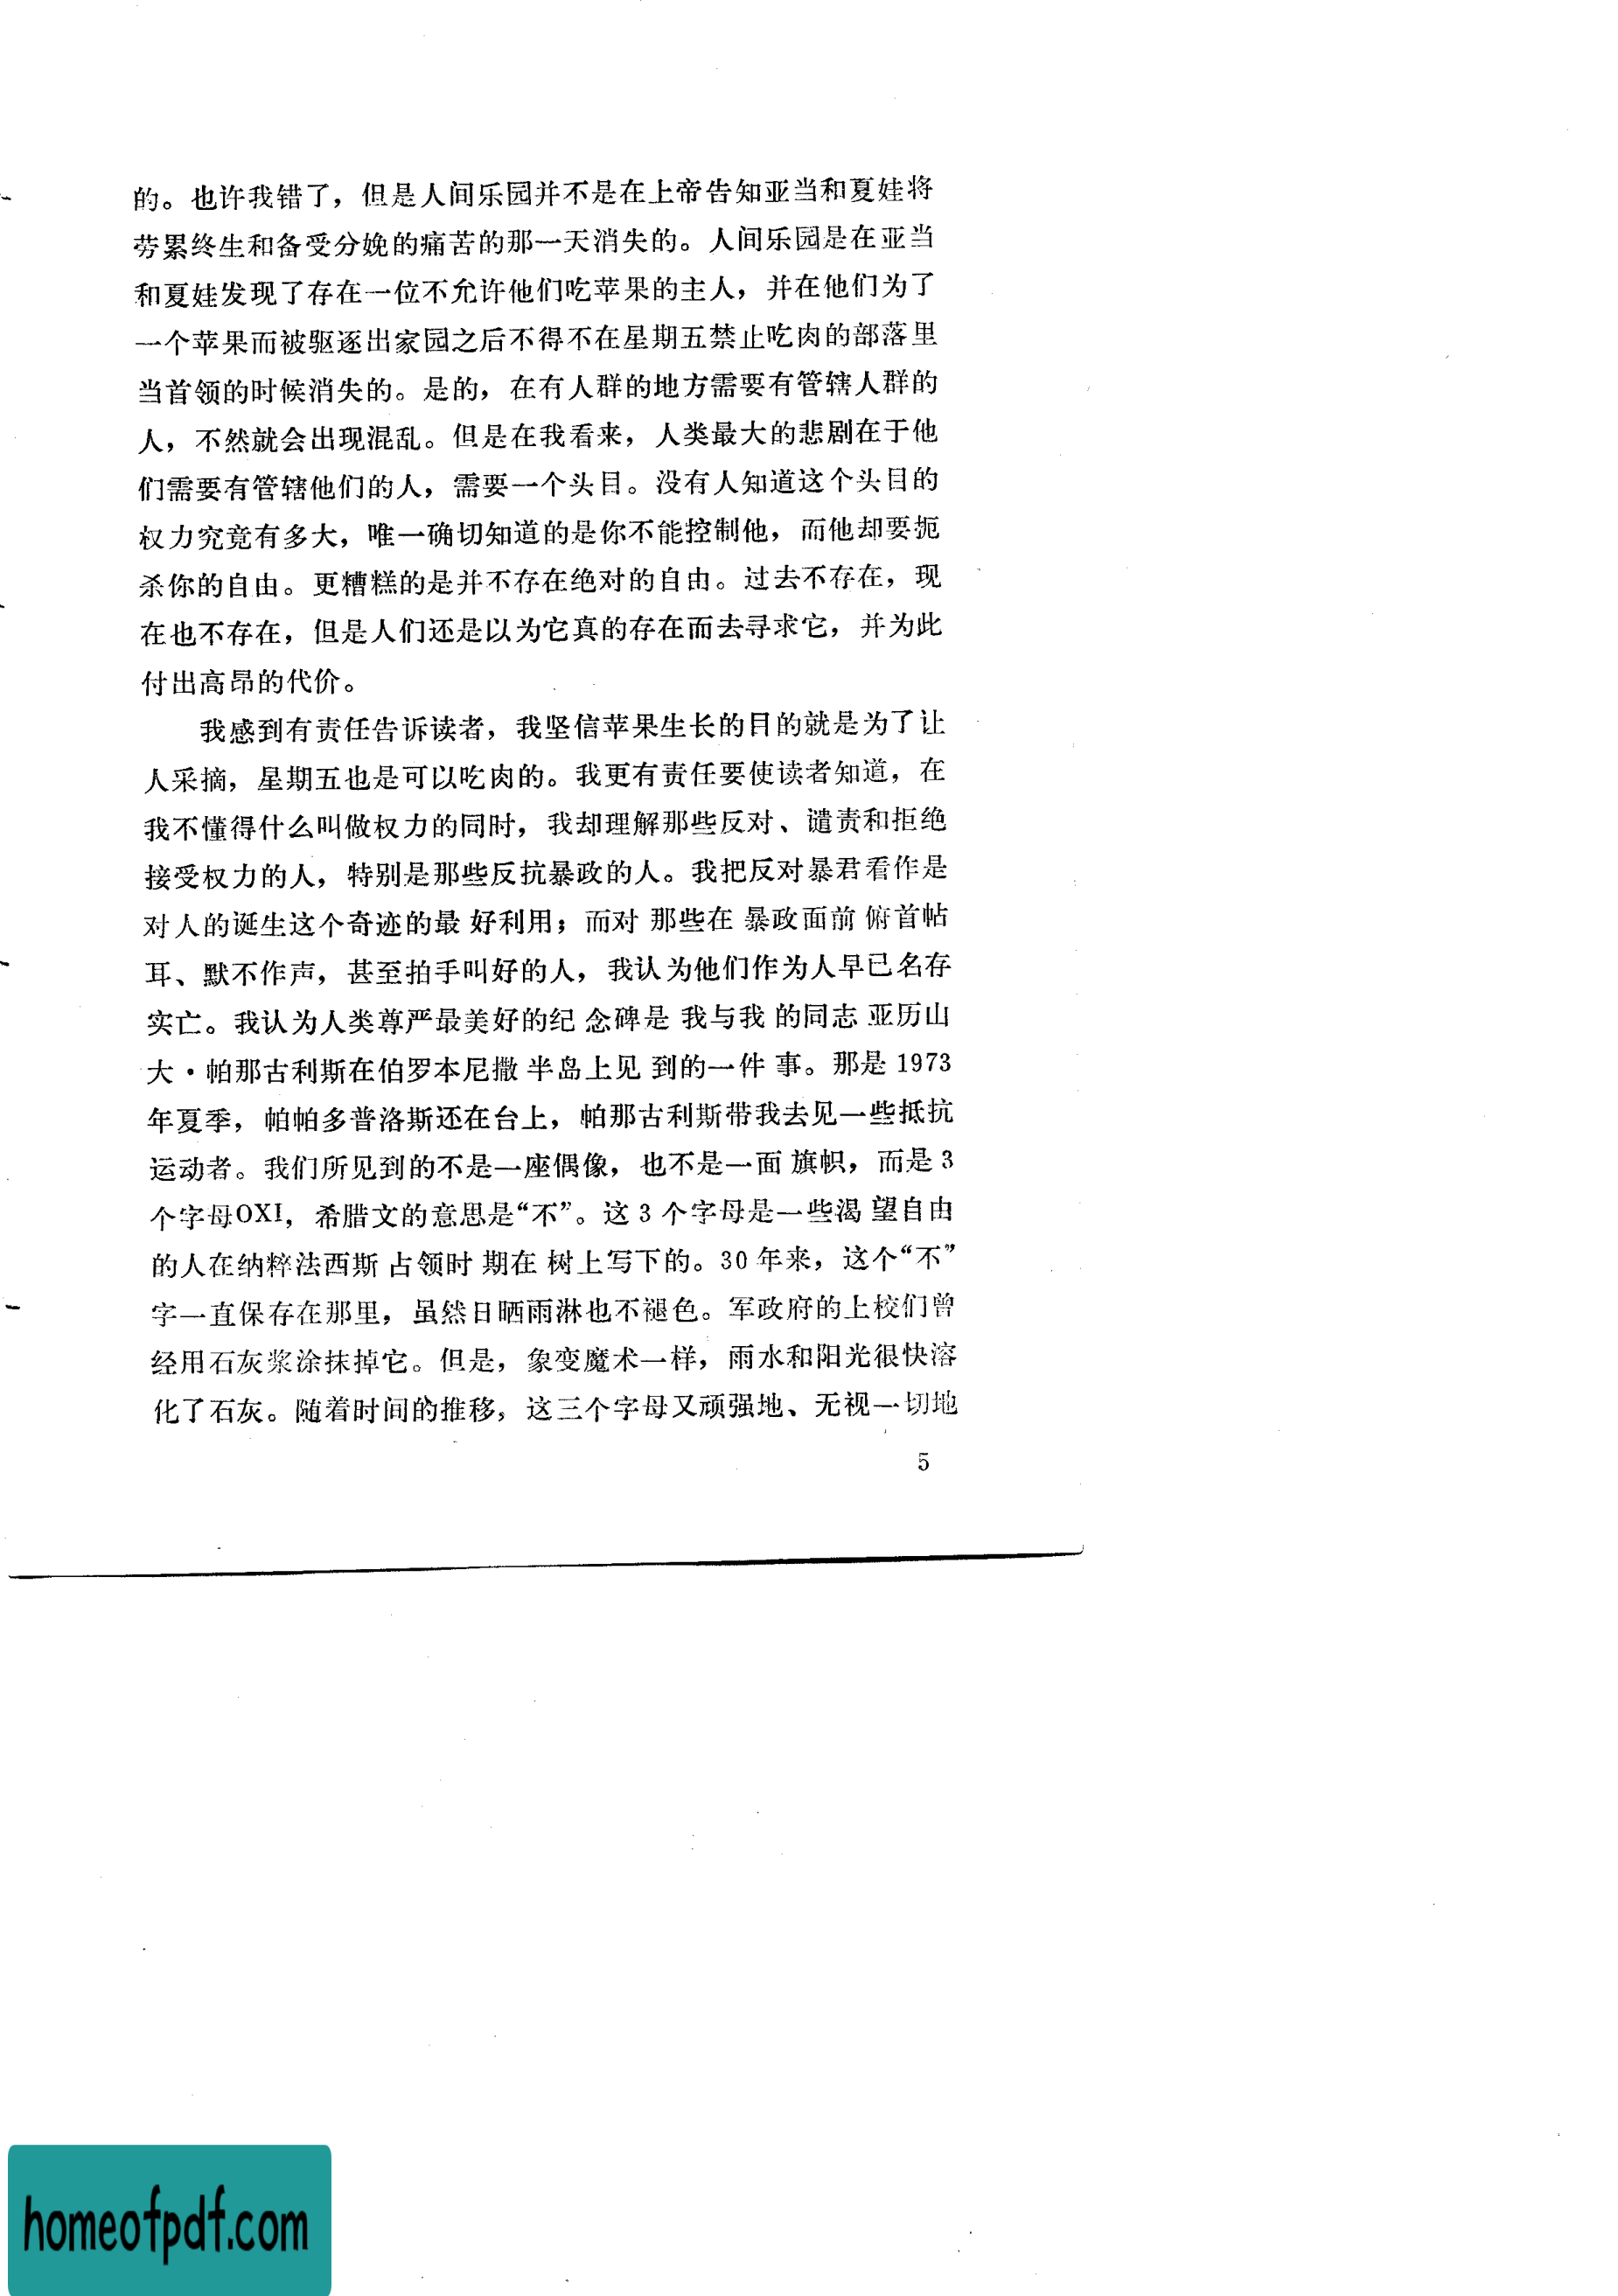 的。也许我错了，但是人间乐园并不是在上帝告知亚当和夏娃将
劳累终生和备受分娩的痛苦的那一天消失的。人间乐园是在亚当
和夏娃发现了存在一位不允许他们吃苹果的主人，并在他们为了
一个苹果而被驱逐出家园之后不得不在星期五禁止吃肉的部落里
当首领的时候消失的。是的，在有人群的地方需要有管辖人群的
人，不然就会出现混乱。但是在我看来，人类最大的悲剧在于他
们需要有管辖他们的人，需要一个头目。没有人知道这个头目的
权力究竟有多大，唯一确切知道的是你不能控制他，而他却要扼
杀你的自由。更糟糕的是并不存在绝对的自由。过去不存在，现
在也不存在，但是人们还是以为它真的存在而去寻求它，并为此
付出高昂的代价。
我感到有责任告诉读者，我坚信苹果生长的目的就是为了让
人采摘，星期五也是可以吃肉的。我更有责任要使读者知道，在
我不懂得什么叫做权力的同时，我却理解那些反对、谴责和拒绝
接受权力的人，特别是那些反抗暴政的人。我把反对暴君看作是
对人的诞生这个奇迹的最好利用；而对那些在暴政面前俯首帖
耳、默不作声，甚至拍手叫好的人，我认为他们作为人早已名存
实亡。我认为人类尊严最美好的纪念碑是我与我的同志亚历山
大·帕那古利斯在伯罗本尼撒半岛上见到的一件事。那是1973
年夏季，帕帕多普洛斯还在台上，帕那古利斯带我去见一些抵抗
运动者。我们所见到的不是一座偶像，也不是一面旗帜，而是3
个字母OXI，希腊文的意思是“不”。这3个字母是一些渴望自由
的人在纳粹法西斯占领时期在树上写下的。30年来，这个“不”
字一直保存在那里，虽然日晒雨淋也不褪色。军政府的上校们曾
经用石灰浆涂抹掉它。但是，象变魔术一样，雨水和阳光很快溶
化了石灰。随着时间的推移，这三个字母又顽强地、无视一切地
5
homeofpdf.com